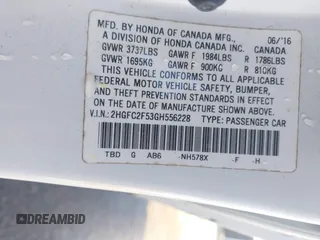 MFD. BY HONDA OF CANADA MFG., 06/16
A DIVISION OF HONDA CANADA INC. CANADA
GVWR 3737LBS GAWR F 1984LBS R 1786LBS
GVWR 1695KG GAWR F 900KG R 810KG
THIS VEHICLE CONFORMS TO ALL APPLICABLE
FEDERAL MOTOR VEHICLE SAFETY, BUMPER,
AND THEFT PREVENTION STANDARDS IN EFFECT
ON THE DATE OF MANUFACTURE SHOWN ABOVE.
V.I.N.: 2HGFC2F53GH556228 TYPE: PASSENGER CAR
TBD G AB6 -NH578X -F -H-
DREAMBID